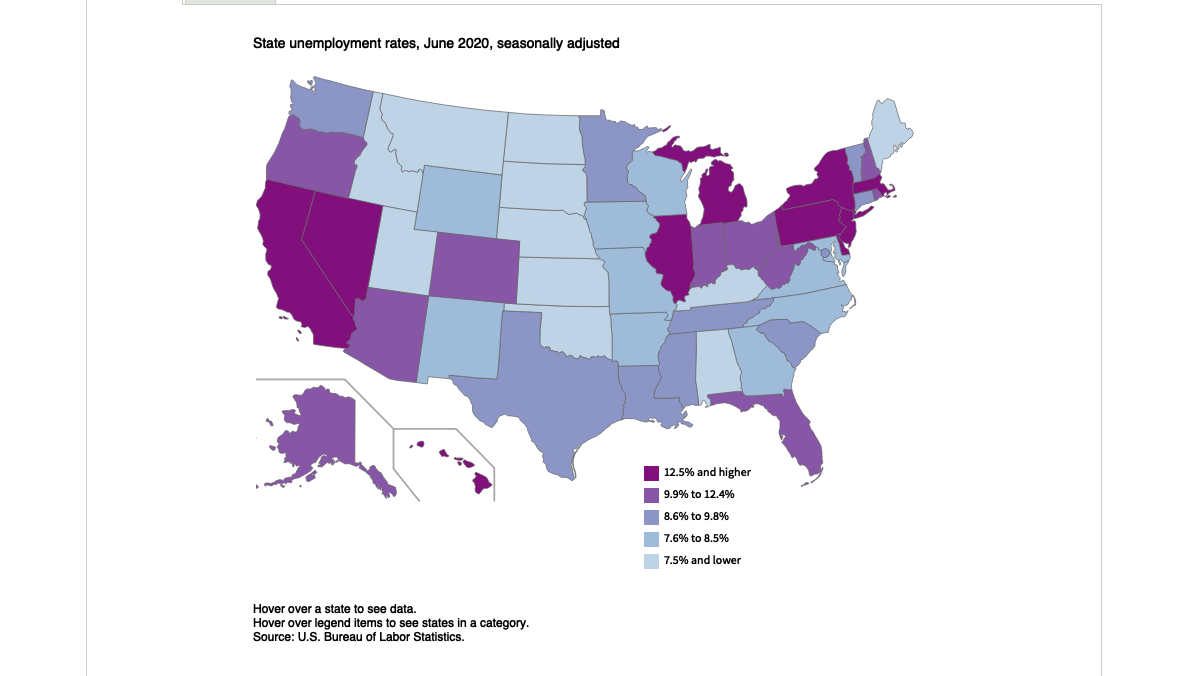 State unemployment rates, June 2020, seasonally adjusted
12.5% and higher
9.9% to 12.4%
8.6% to 9.8%
7.6% to 8.5%
7.5% and lower
Hover over a state to see data.
Hover over legend items to see states in a category.
Source: U.S. Bureau of Labor Statistics.